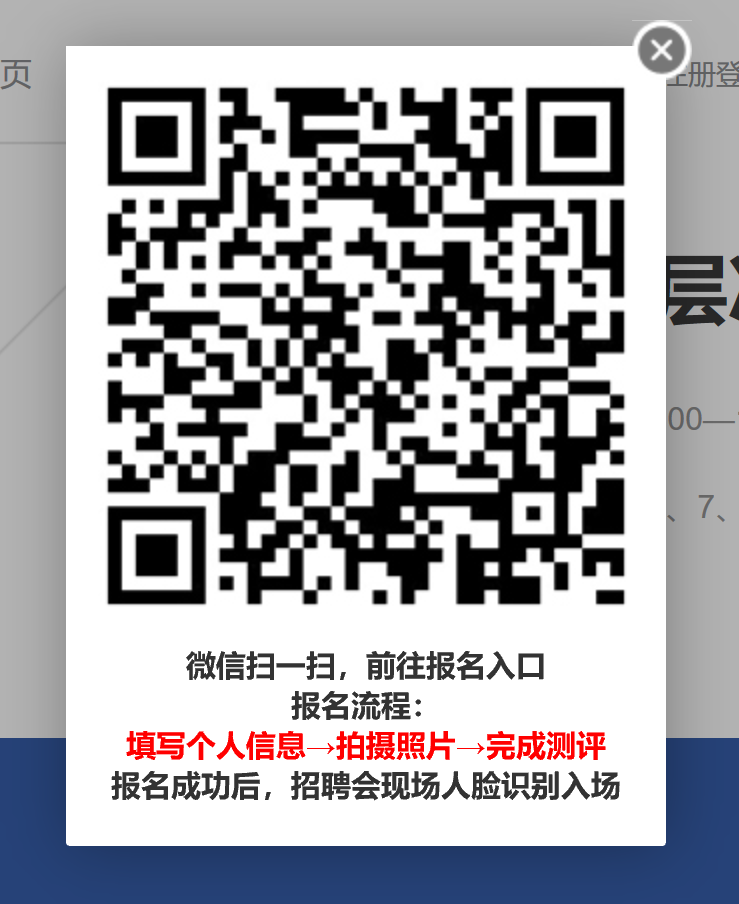 页
册登
层次
00—1
、7、
微信扫一扫，前往报名入口
报名流程：
填写个人信息→拍摄照片→完成测评
报名成功后，招聘会现场人脸识别入场